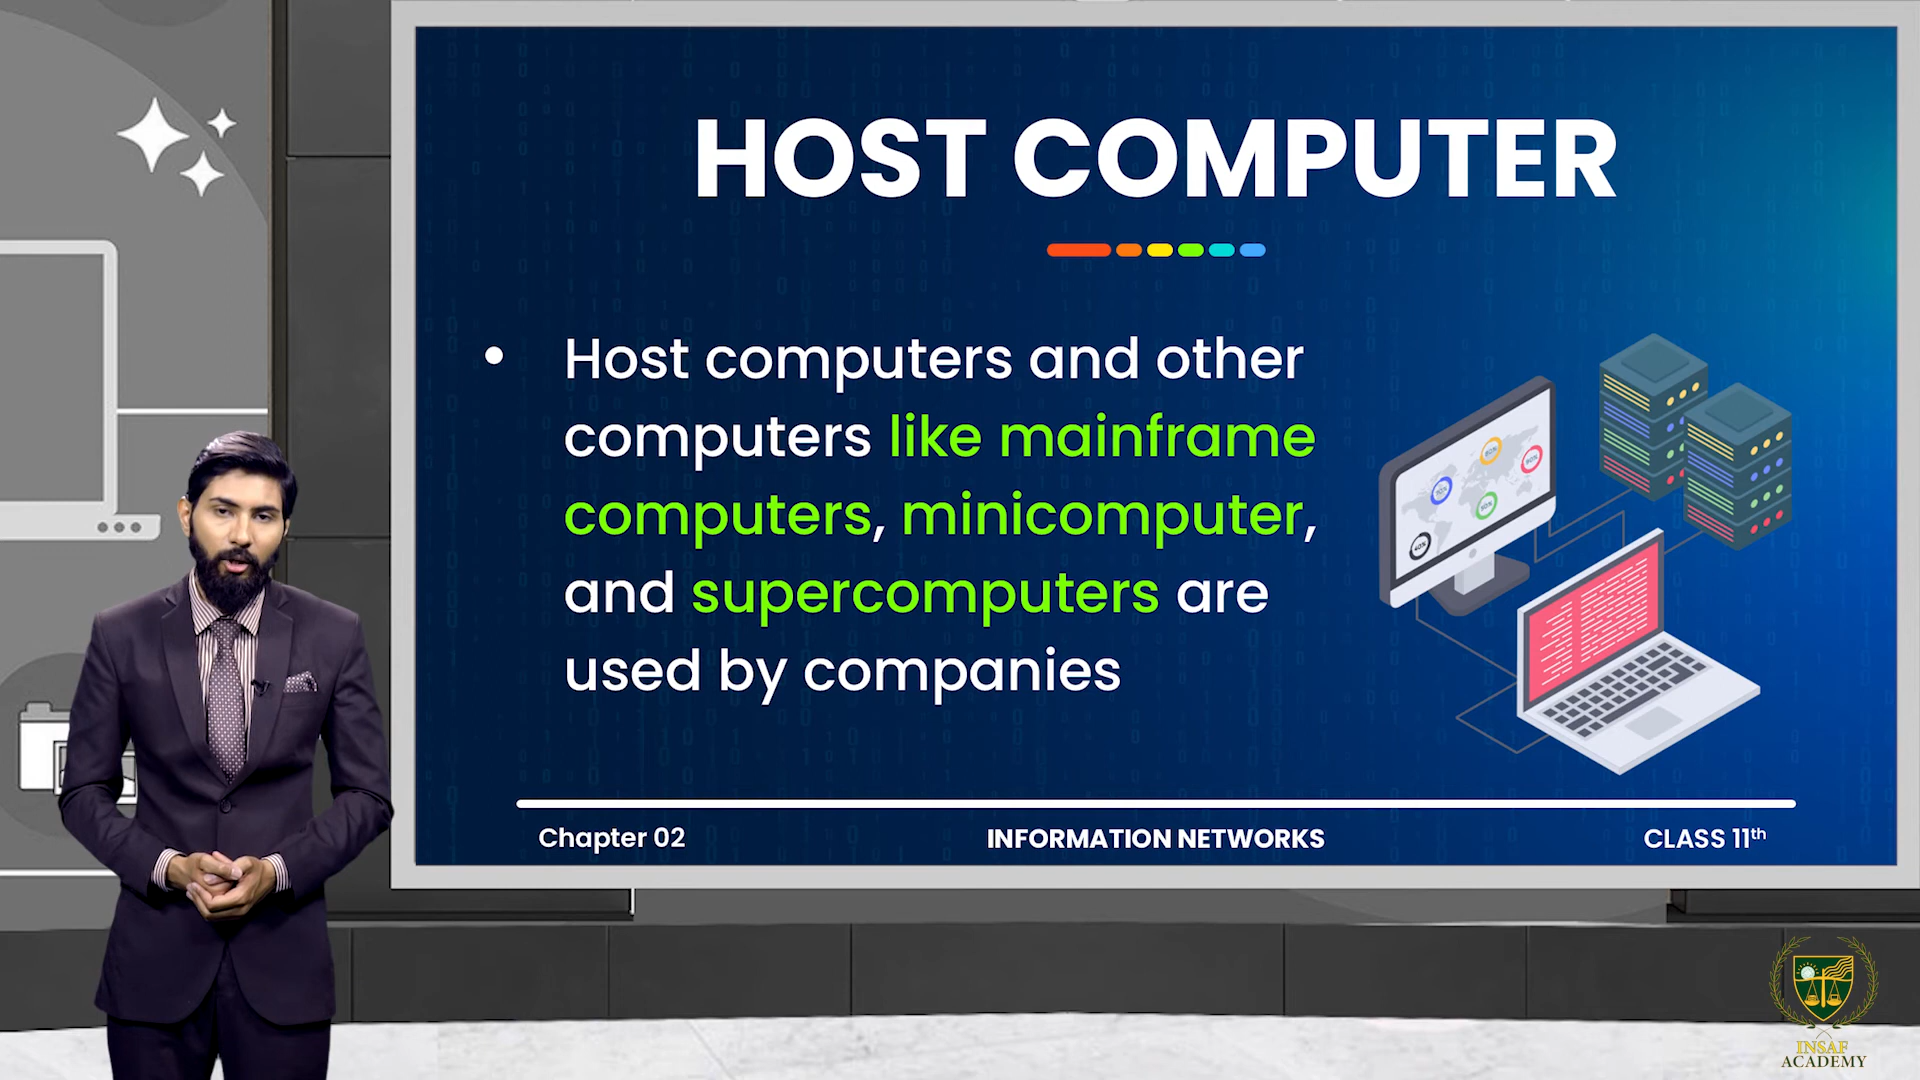 HOST COMPUTER
• Host computers and other
computers like mainframe
computers, minicomputer,
and supercomputers are
used by companies
Chapter 02
INFORMATION NETWORKS
CLASS 11th
INSAF
ACADEMY